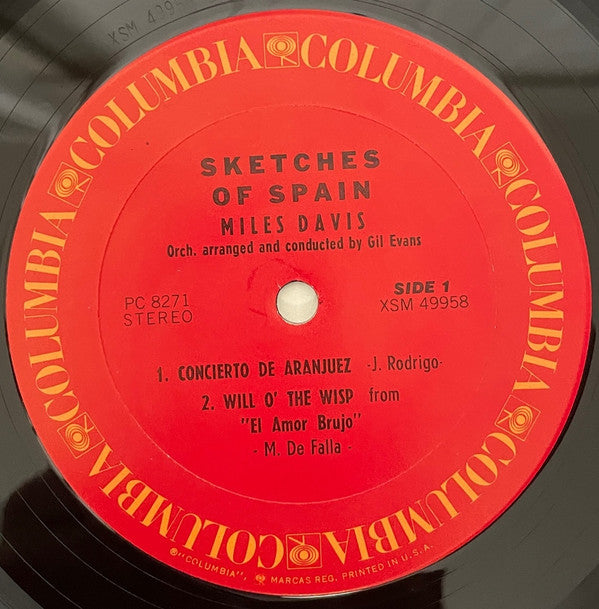 XSM 4995
COLUMBIA COLUMBIA COLUMBIA COLUMBIA COLUMBIA COLUMBIA
SKETCHES
OF SPAIN
MILES DAVIS
Orch. arranged and conducted by Gil Evans
PC 8271
STEREO
SIDE 1
XSM 49958
1. CONCIERTO DE ARANJUEZ -J. Rodrigo-
2. WILL O' THE WISP from
"El Amor Brujo"
- M. De Falla -
®"COLUMBIA", MARCAS REG. PRINTED IN U.S.A.